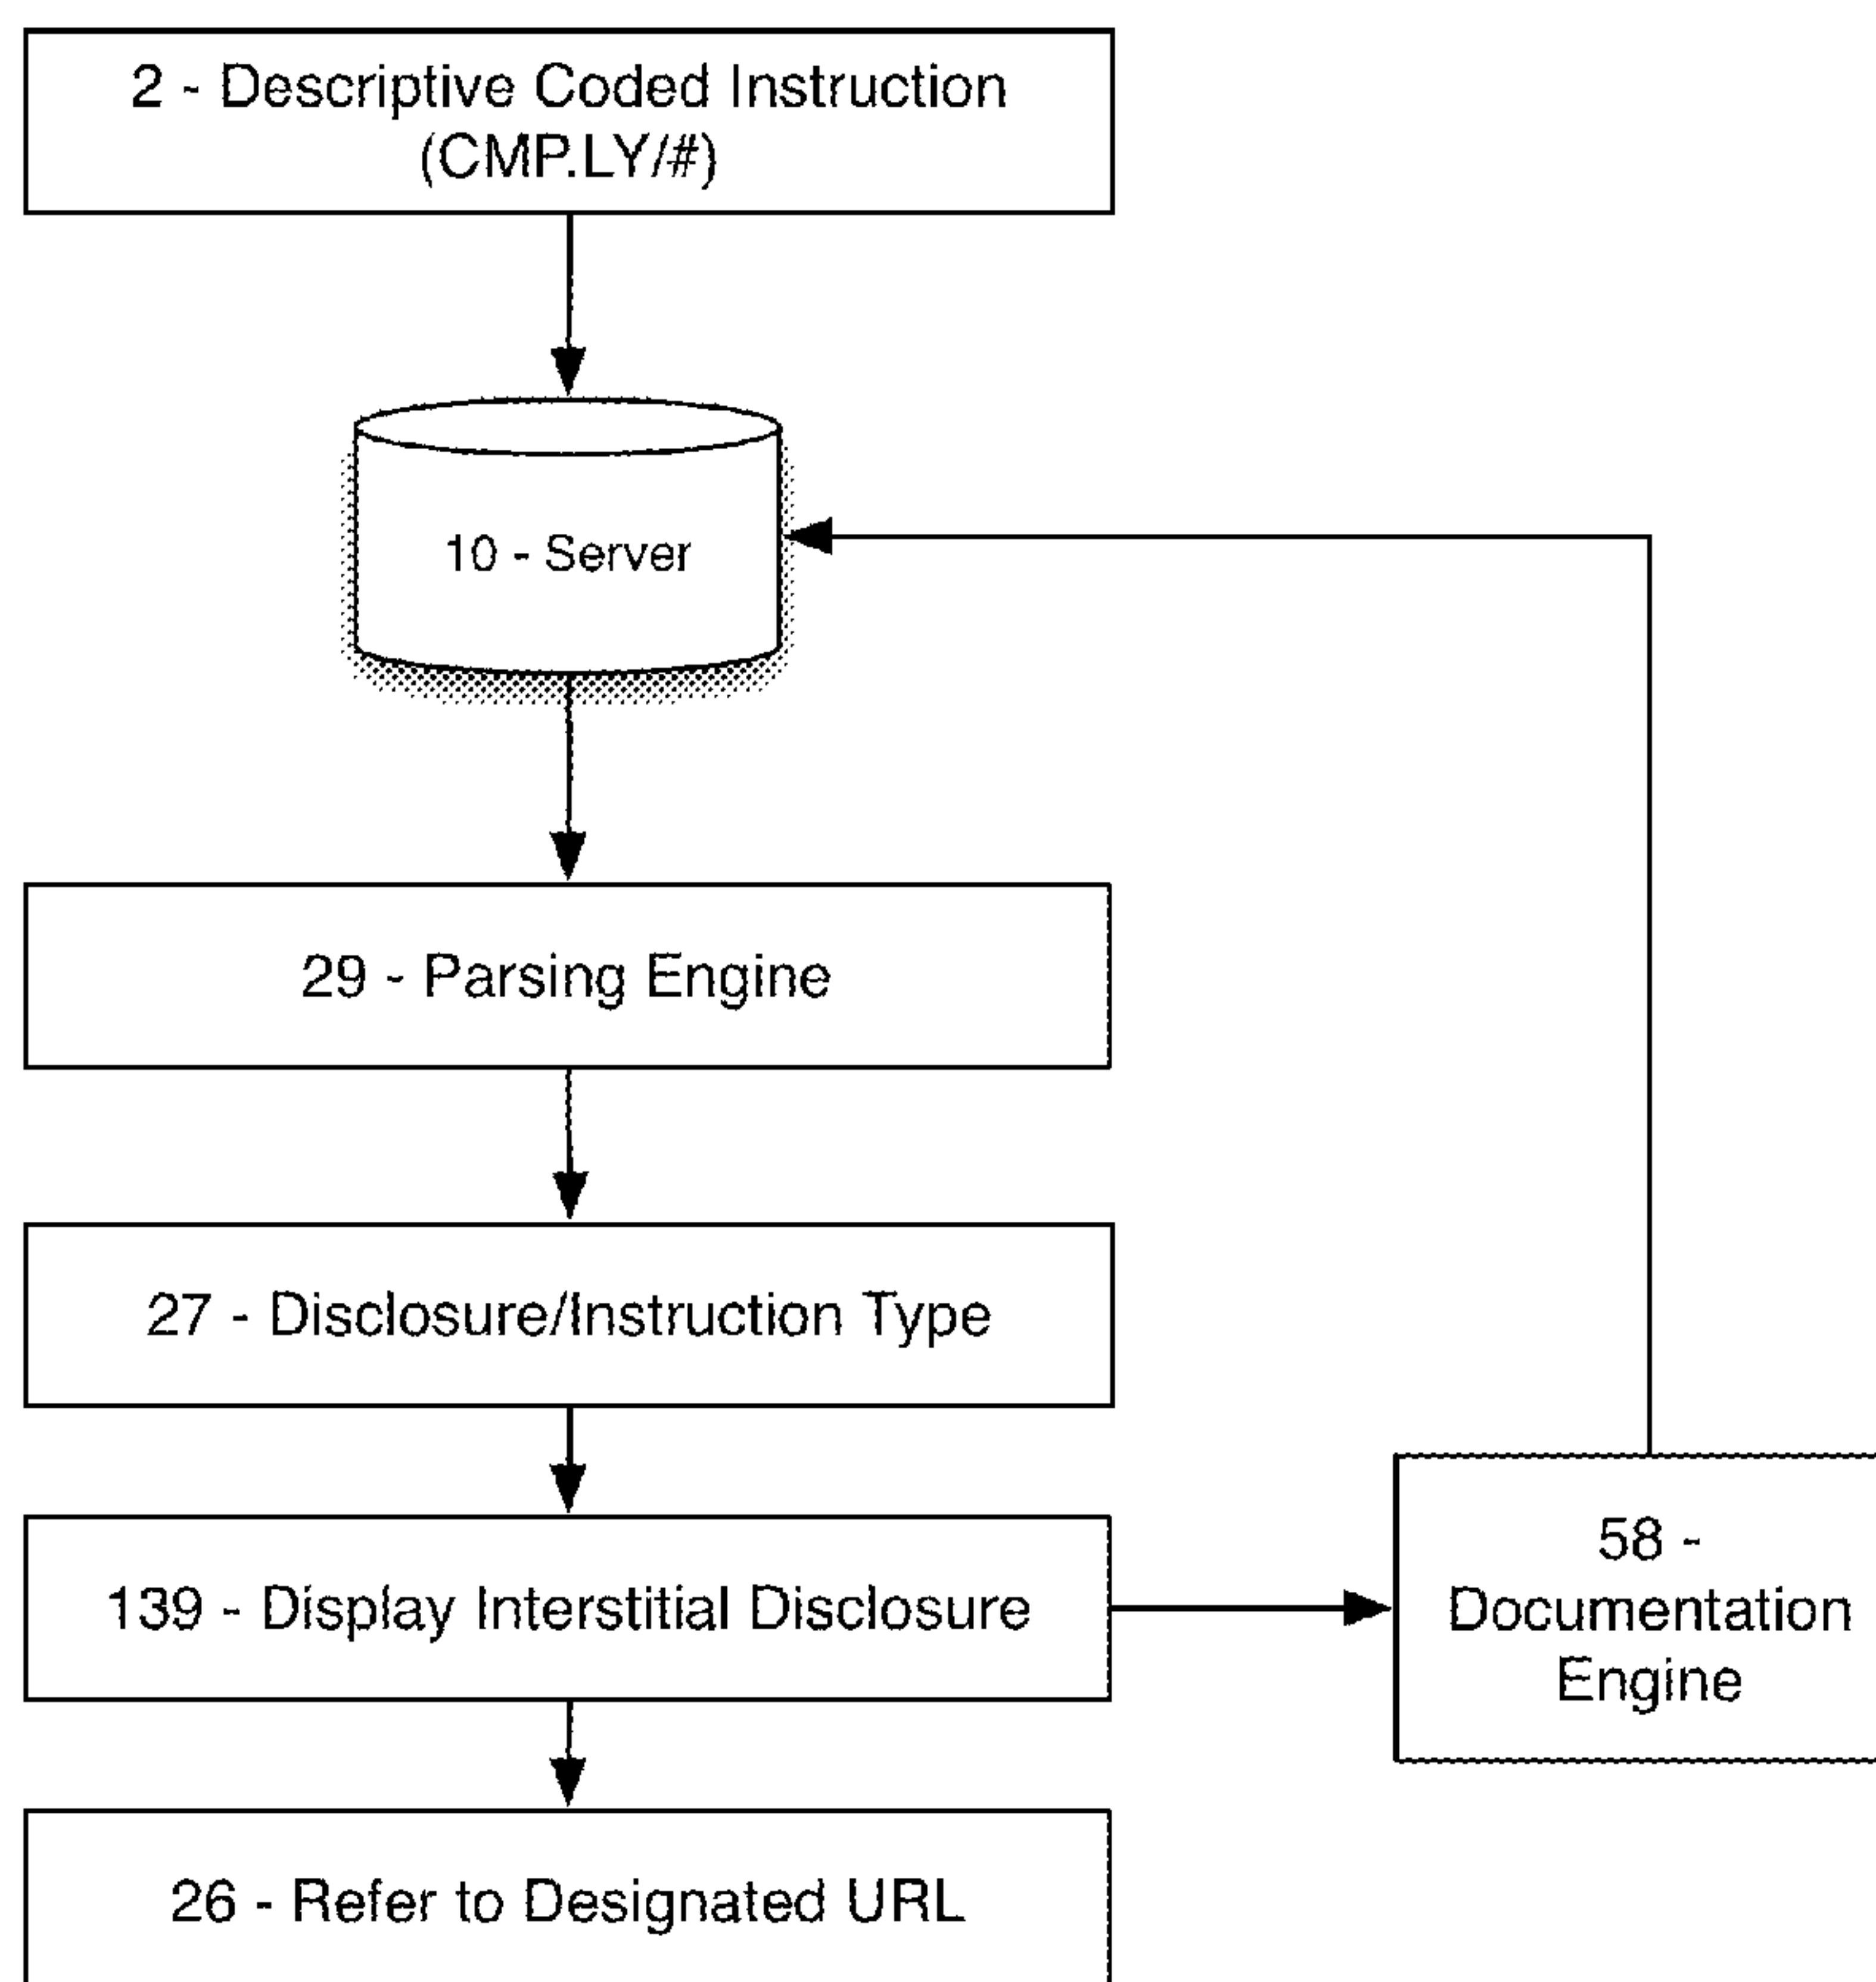 2 - Descriptive Coded Instruction
(CMP.LY/#)
10 - Server
29 - Parsing Engine
27 - Disclosure/Instruction Type
139 - Display Interstitial Disclosure
58 -
Documentation
Engine
26 - Refer to Designated URL